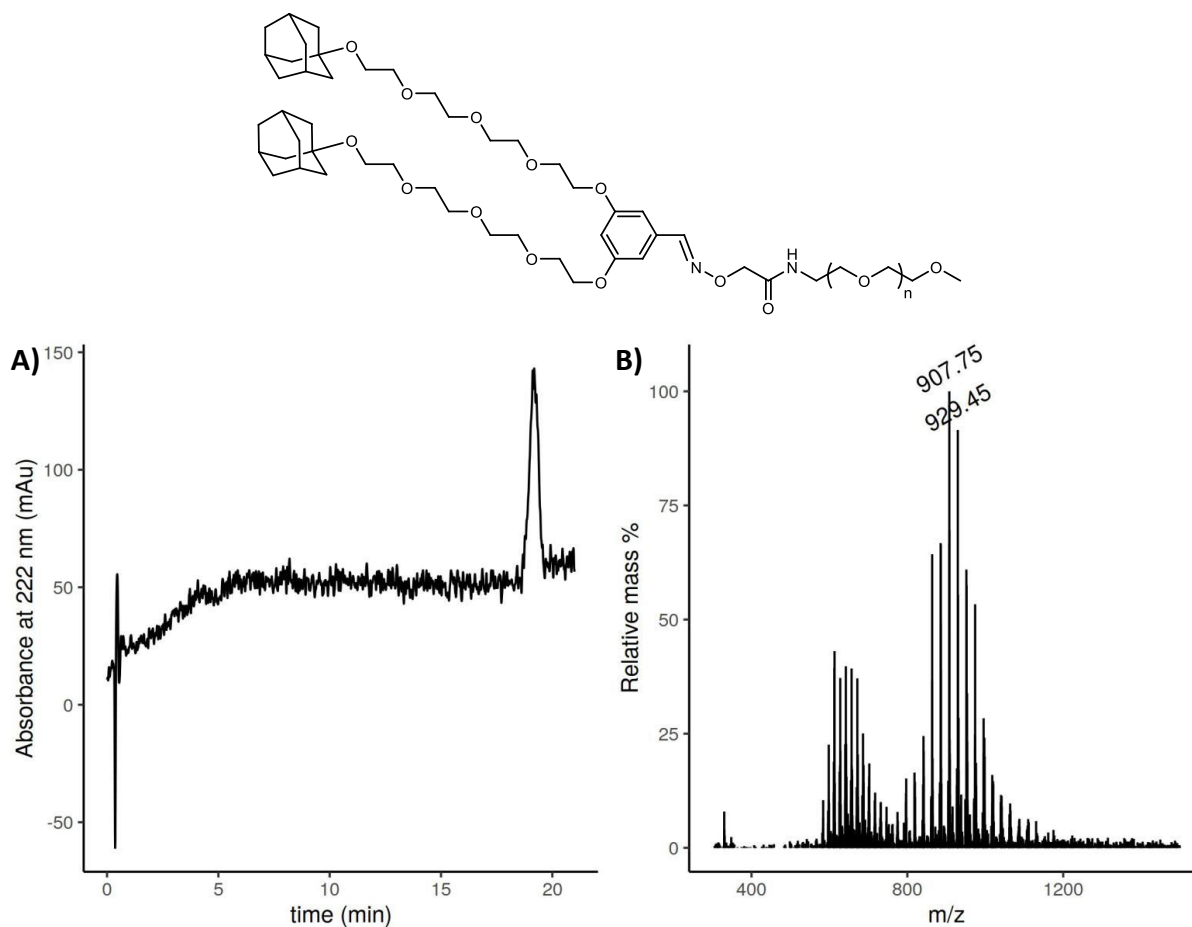 O
O
O
O
O
O
O
O
O
O
O
O
N
O
O
H
N
O
n
O
A)
150
100
50
0
-50
Absorbance at 222 nm (mAu)
0 5 10 15 20
time (min)
B)
907.75
929.45
100
75
50
25
0
Relative mass %
400 800 1200
m/z